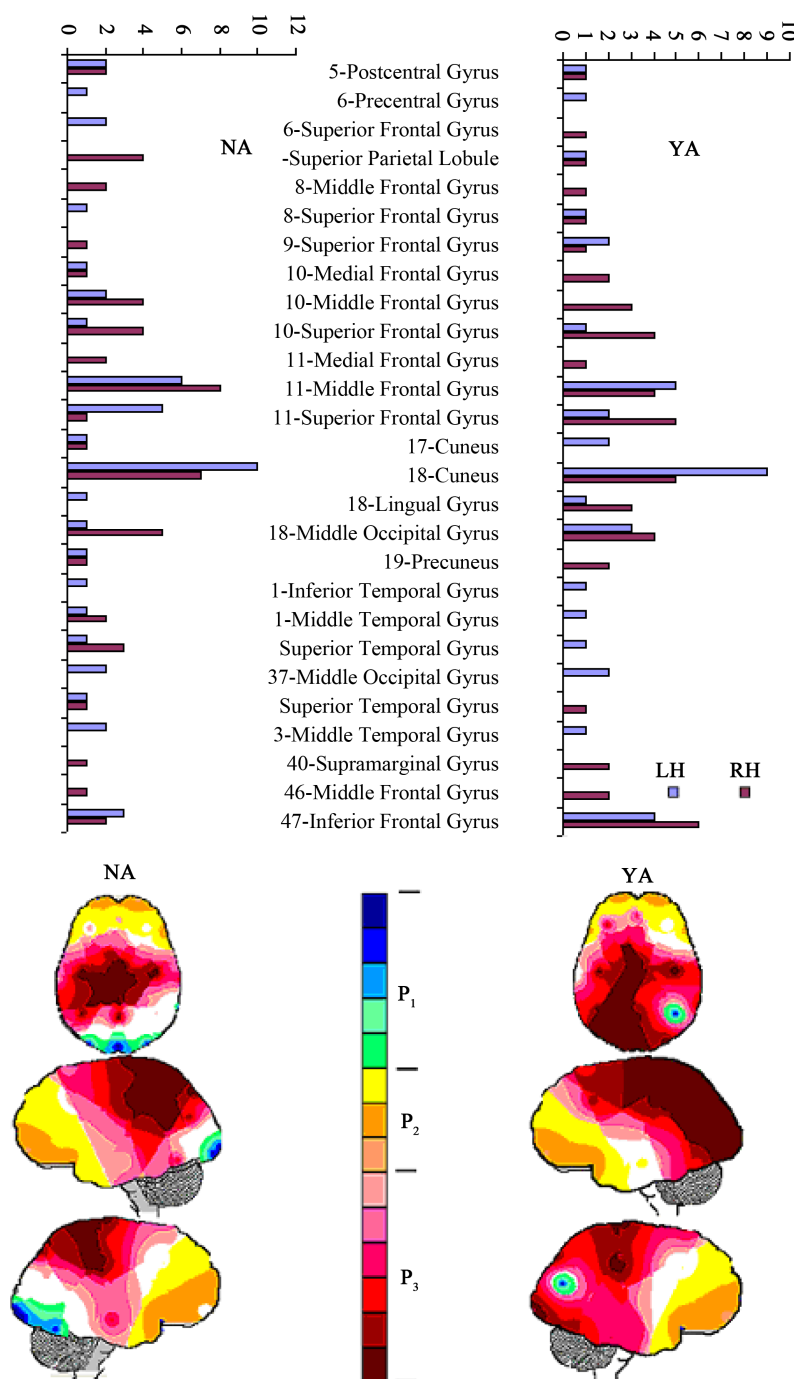 0 2 4 6 8 10 12
0 1 2 3 4 5 6 7 8 9 10
NA
YA
5-Postcentral Gyrus
6-Precentral Gyrus
6-Superior Frontal Gyrus
-Superior Parietal Lobule
8-Middle Frontal Gyrus
8-Superior Frontal Gyrus
9-Superior Frontal Gyrus
10-Medial Frontal Gyrus
10-Middle Frontal Gyrus
10-Superior Frontal Gyrus
11-Medial Frontal Gyrus
11-Middle Frontal Gyrus
11-Superior Frontal Gyrus
17-Cuneus
18-Cuneus
18-Lingual Gyrus
18-Middle Occipital Gyrus
19-Precuneus
1-Inferior Temporal Gyrus
1-Middle Temporal Gyrus
Superior Temporal Gyrus
37-Middle Occipital Gyrus
Superior Temporal Gyrus
3-Middle Temporal Gyrus
40-Supramarginal Gyrus
46-Middle Frontal Gyrus
47-Inferior Frontal Gyrus
LH RH
NA
YA
P1
P2
P3